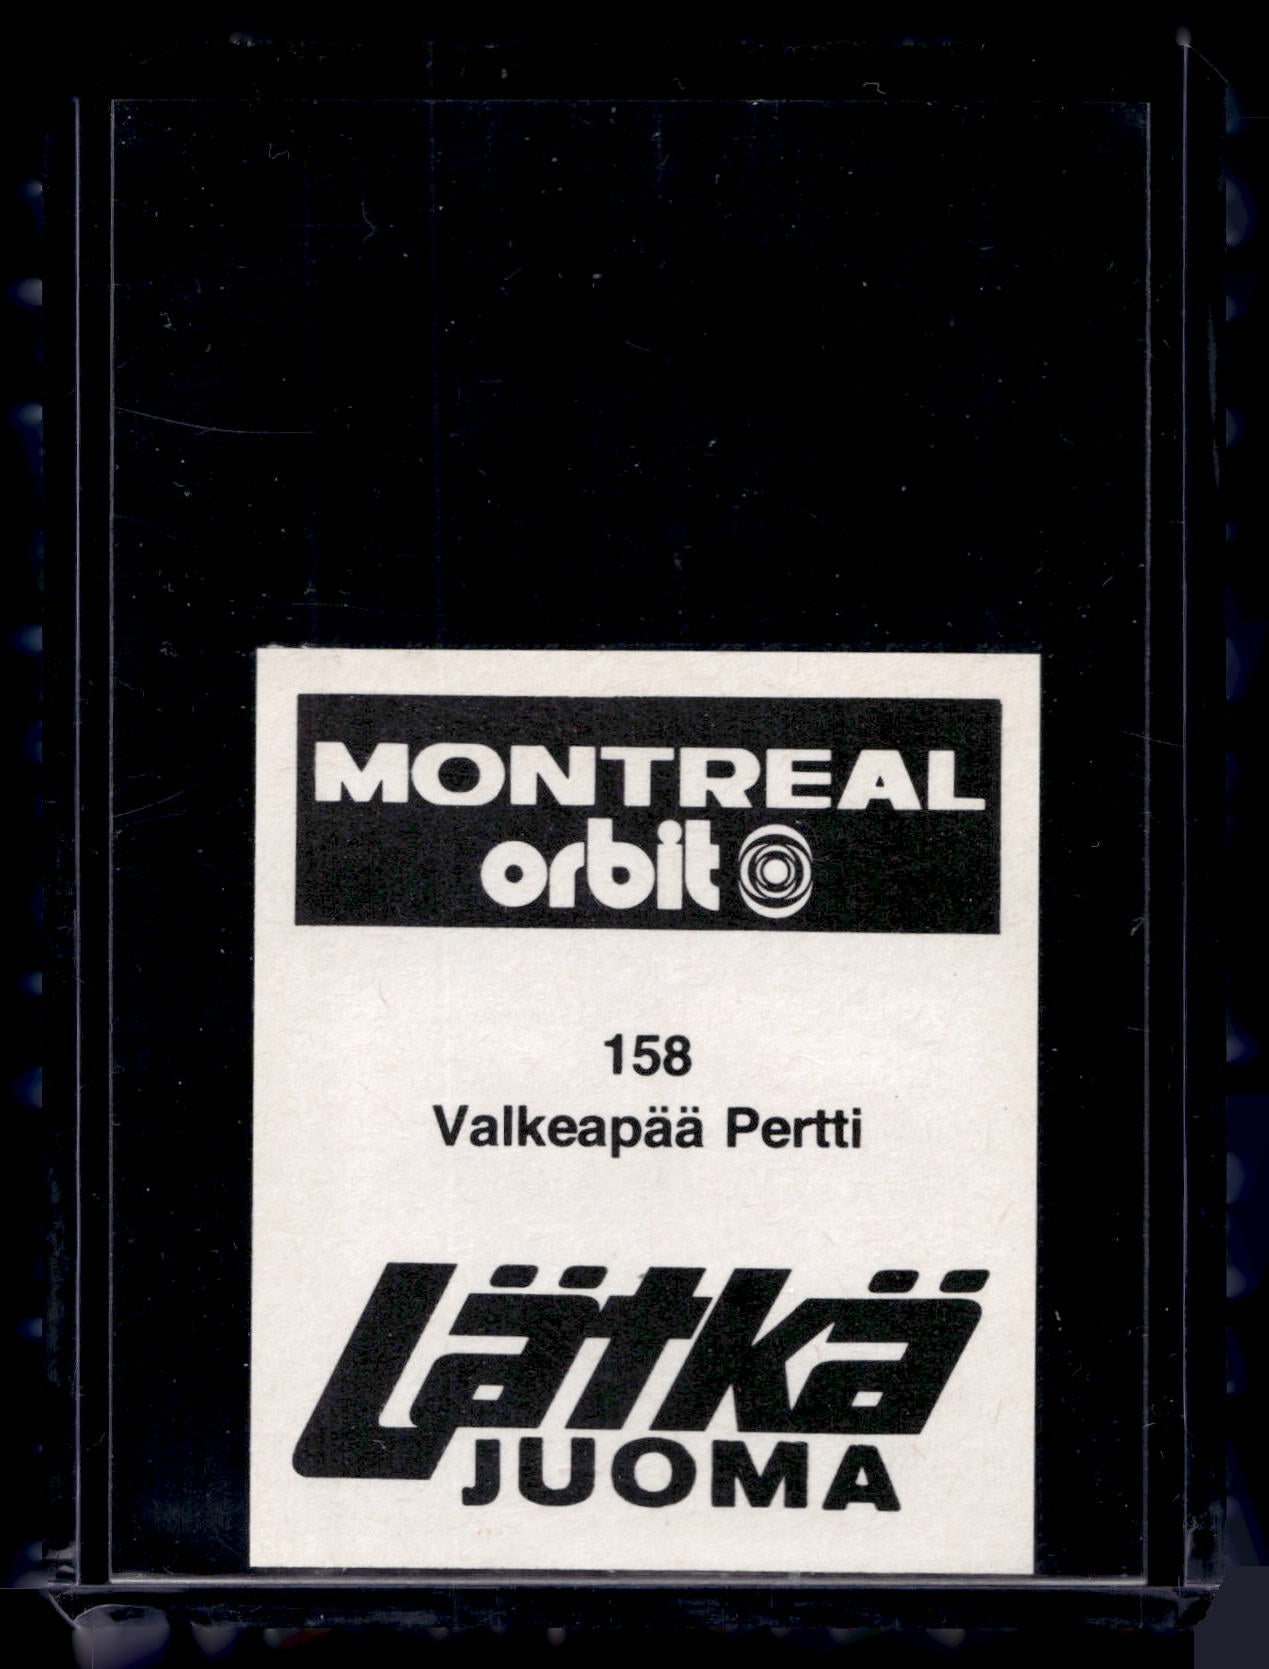 MONTREAL
orbit
158
Valkeapää Pertti
Lätkä
JUOMA